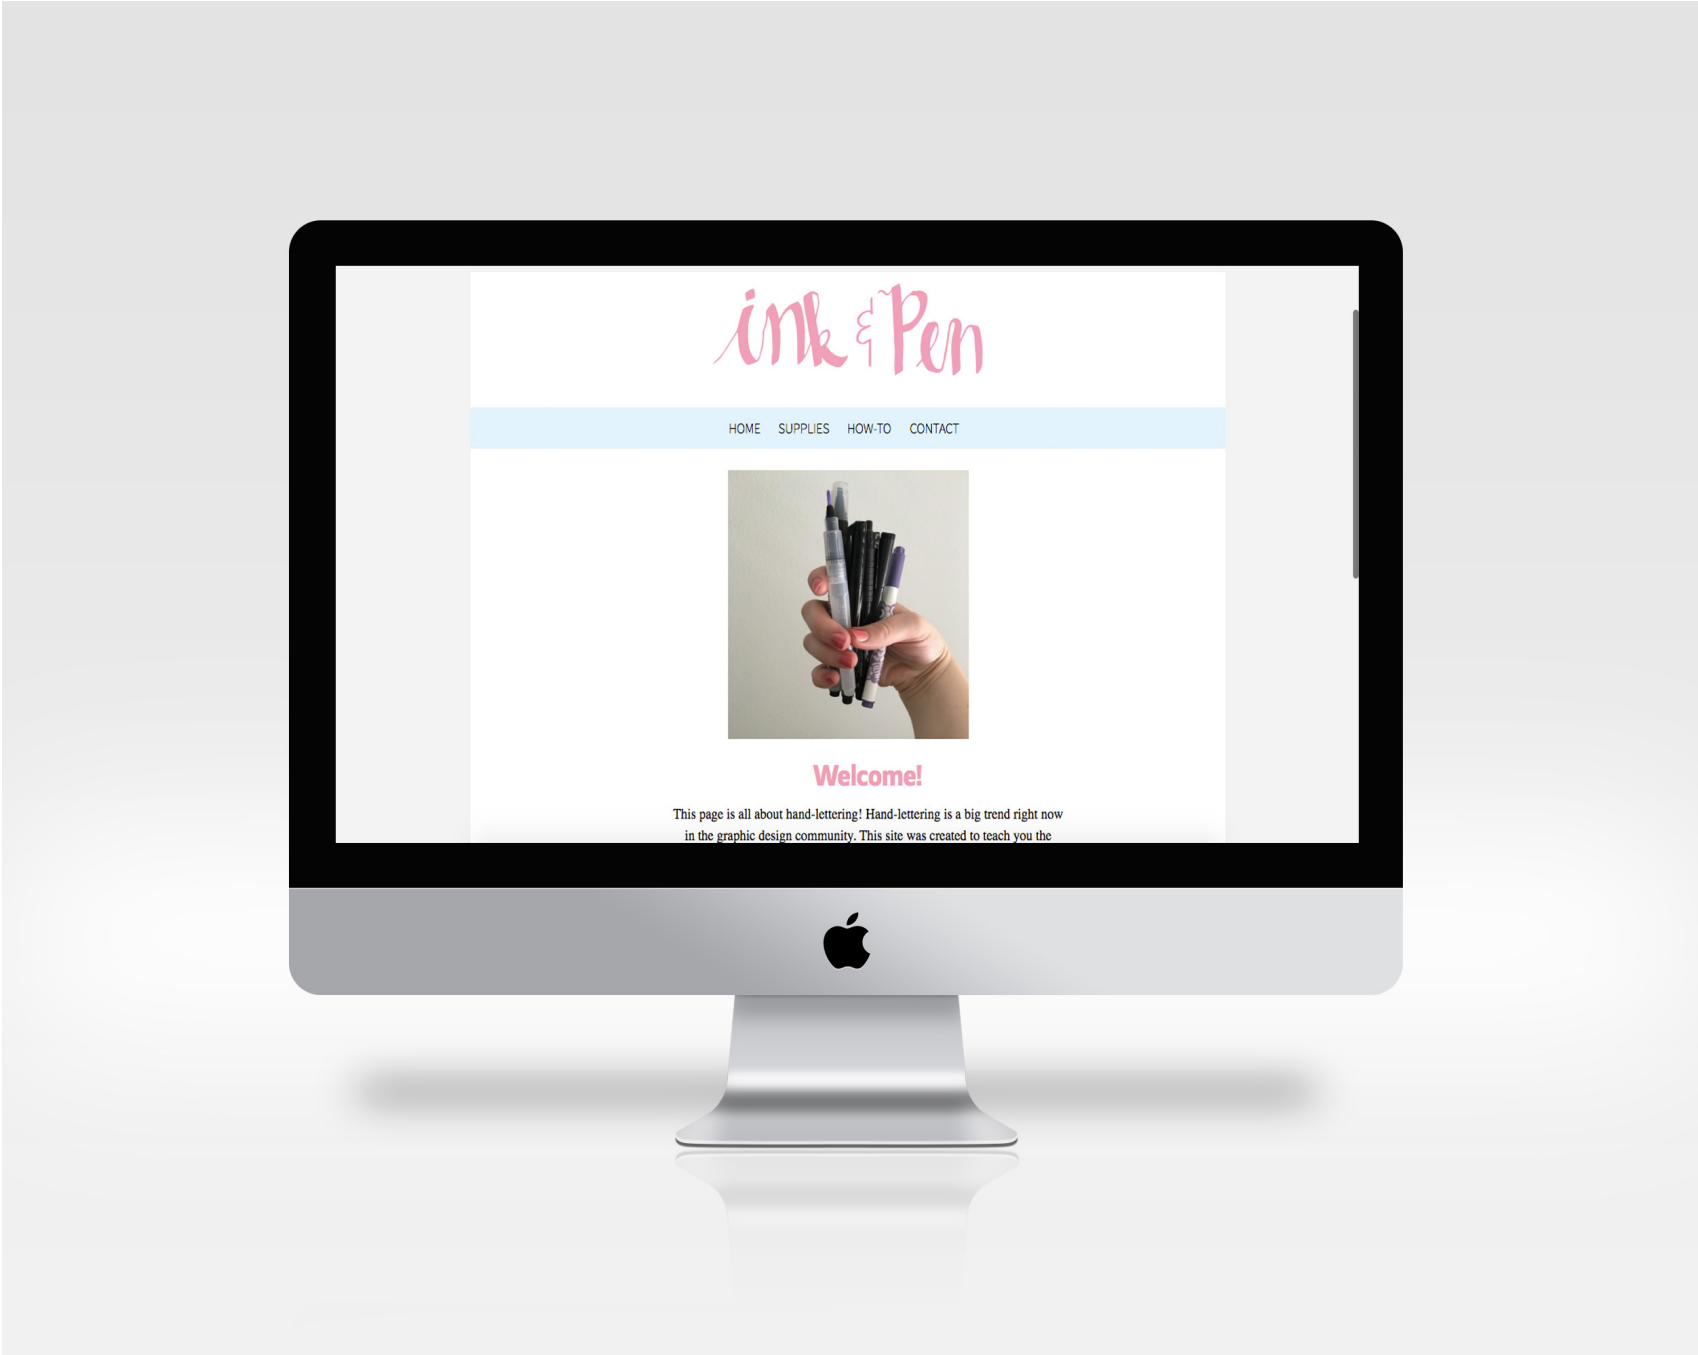 ink & Pen
HOME SUPPLIES HOW-TO CONTACT
Welcome!
This page is all about hand-lettering! Hand-lettering is a big trend right now
in the graphic design community. This site was created to teach you the